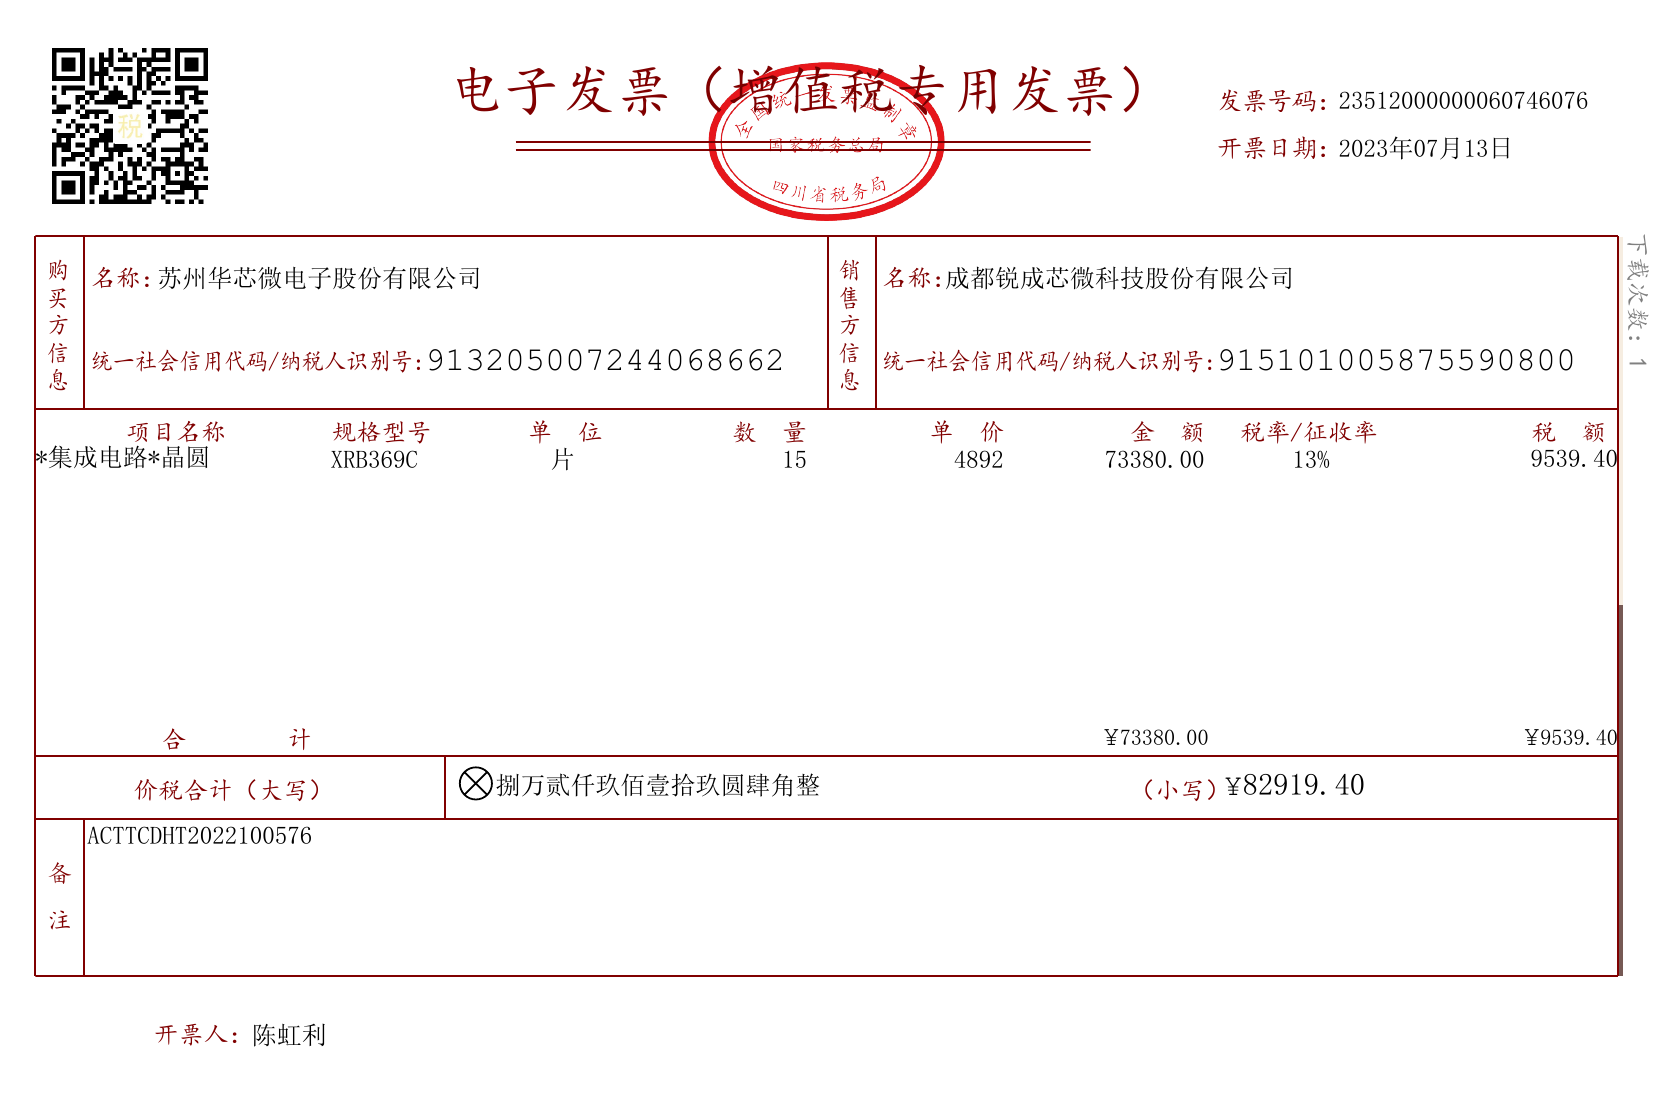 电子发票（增值税专用发票）
全国统一发票监制章
国家税务总局
四川省税务局
税
发票号码：23512000000060746076
开票日期：2023年07月13日
下载次数：1
购买方信息
名称：苏州华芯微电子股份有限公司
统一社会信用代码/纳税人识别号：913205007244068662
销售方信息
名称：成都锐成芯微科技股份有限公司
统一社会信用代码/纳税人识别号：915101005875590800
项目名称 规格型号 单位 数量 单价 金额 税率/征收率 税额
*集成电路*晶圆 XRB369C 片 15 4892 73380.00 13% 9539.40
合计 ¥73380.00 ¥9539.40
价税合计（大写） ⊗捌万贰仟玖佰壹拾玖圆肆角整 （小写）¥82919.40
备注
ACTTCDHT2022100576
开票人：陈虹利